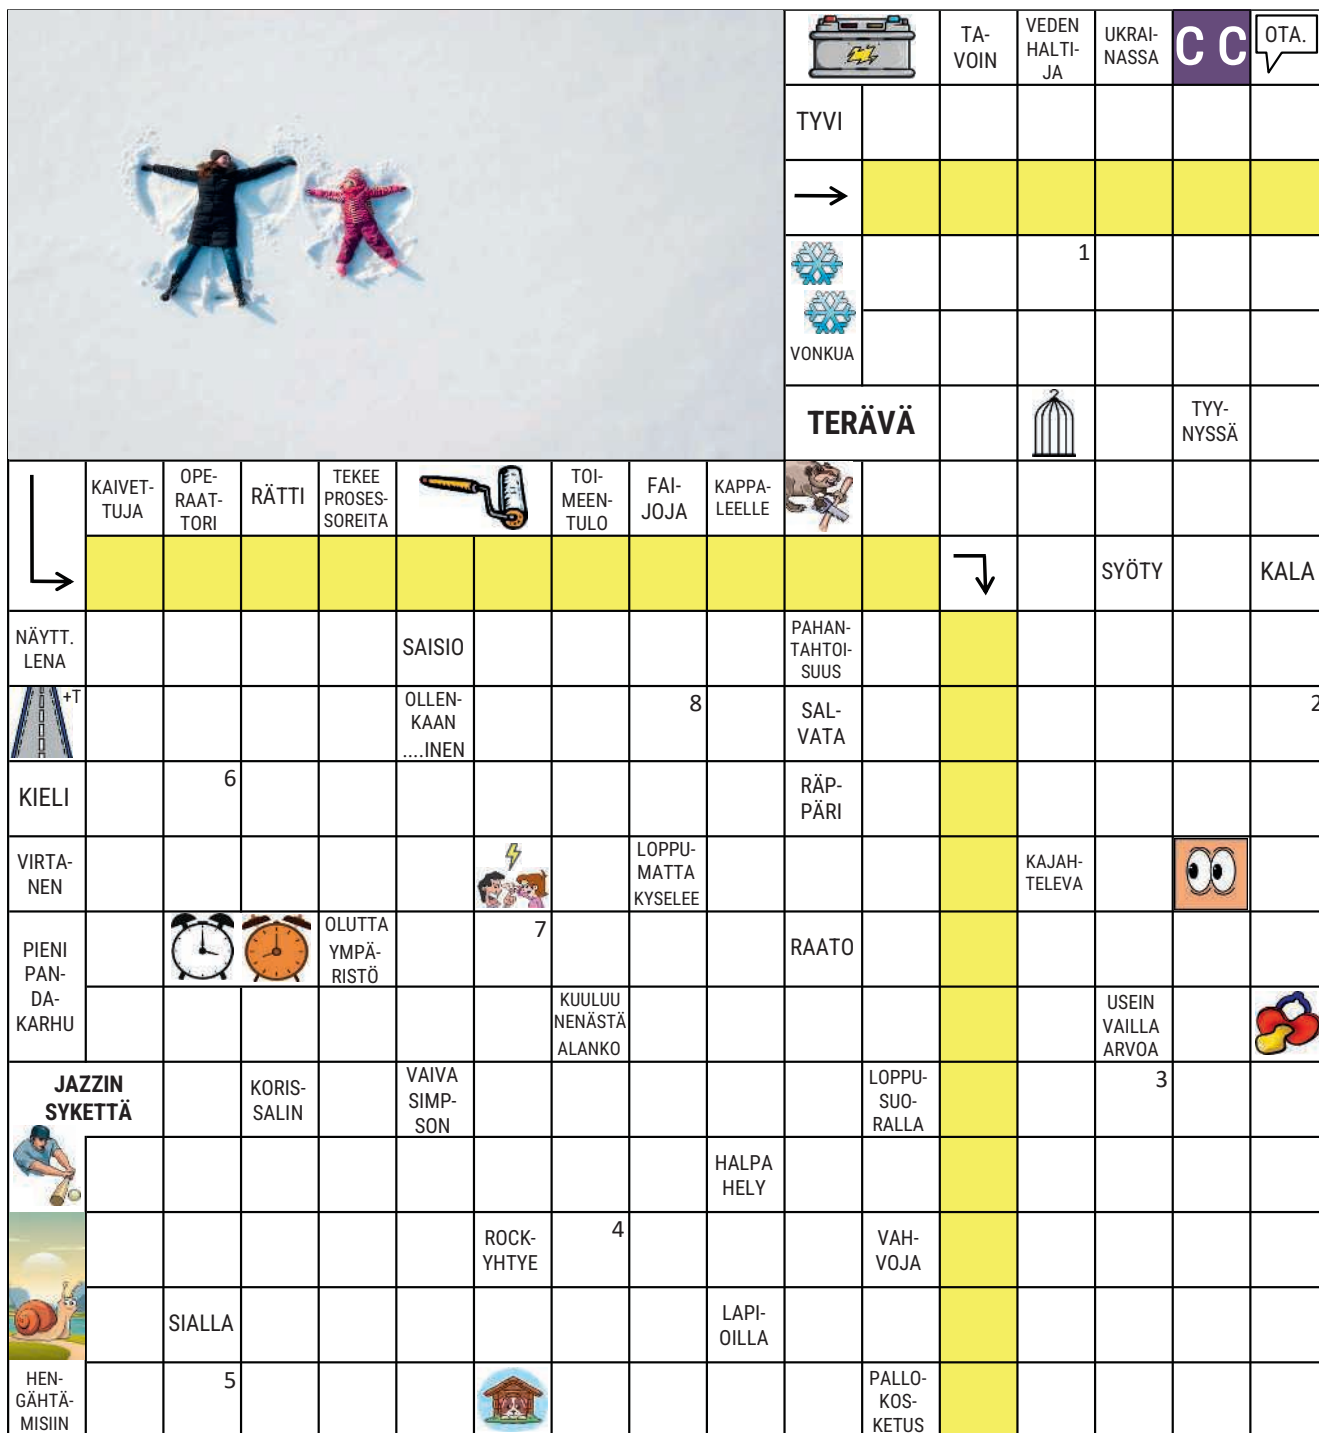 TA-
VOIN
VEDEN
HALTI-
JA
UKRAI-
NASSA
C C
OTA.
TYVI
1
VONKUA
TERÄVÄ
TYY-
NYSSÄ
KAIVET-
TUJA
OPE-
RAAT-
TORI
RÄTTI
TEKEE
PROSES-
SOREITA
TOI-
MEEN-
TULO
FAI-
JOJA
KAPPA-
LEELLE
SYÖTY
KALA
NÄYTT.
LENA
SAISIO
PAHAN-
TAHTOI-
SUUS
+T
OLLEN-
KAAN
....INEN
8
SAL-
VATA
2
KIELI
6
RÄP-
PÄRI
VIRTA-
NEN
LOPPU-
MATTA
KYSELEE
KAJAH-
TELEVA
PIENI
PAN-
DA-
KARHU
OLUTTA
YMPÄ-
RISTÖ
7
RAATO
KUULUU
NENÄSTÄ
ALANKO
USEIN
VAILLA
ARVOA
JAZZIN
SYKETTÄ
KORIS-
SALIN
VAIVA
SIMP-
SON
LOPPU-
SUO-
RALLA
3
HALPA
HELY
ROCK-
YHTYE
4
VAH-
VOJA
SIALLA
LAPI-
OILLA
HEN-
GÄHTÄ-
MISIIN
5
PALLO-
KOS-
KETUS